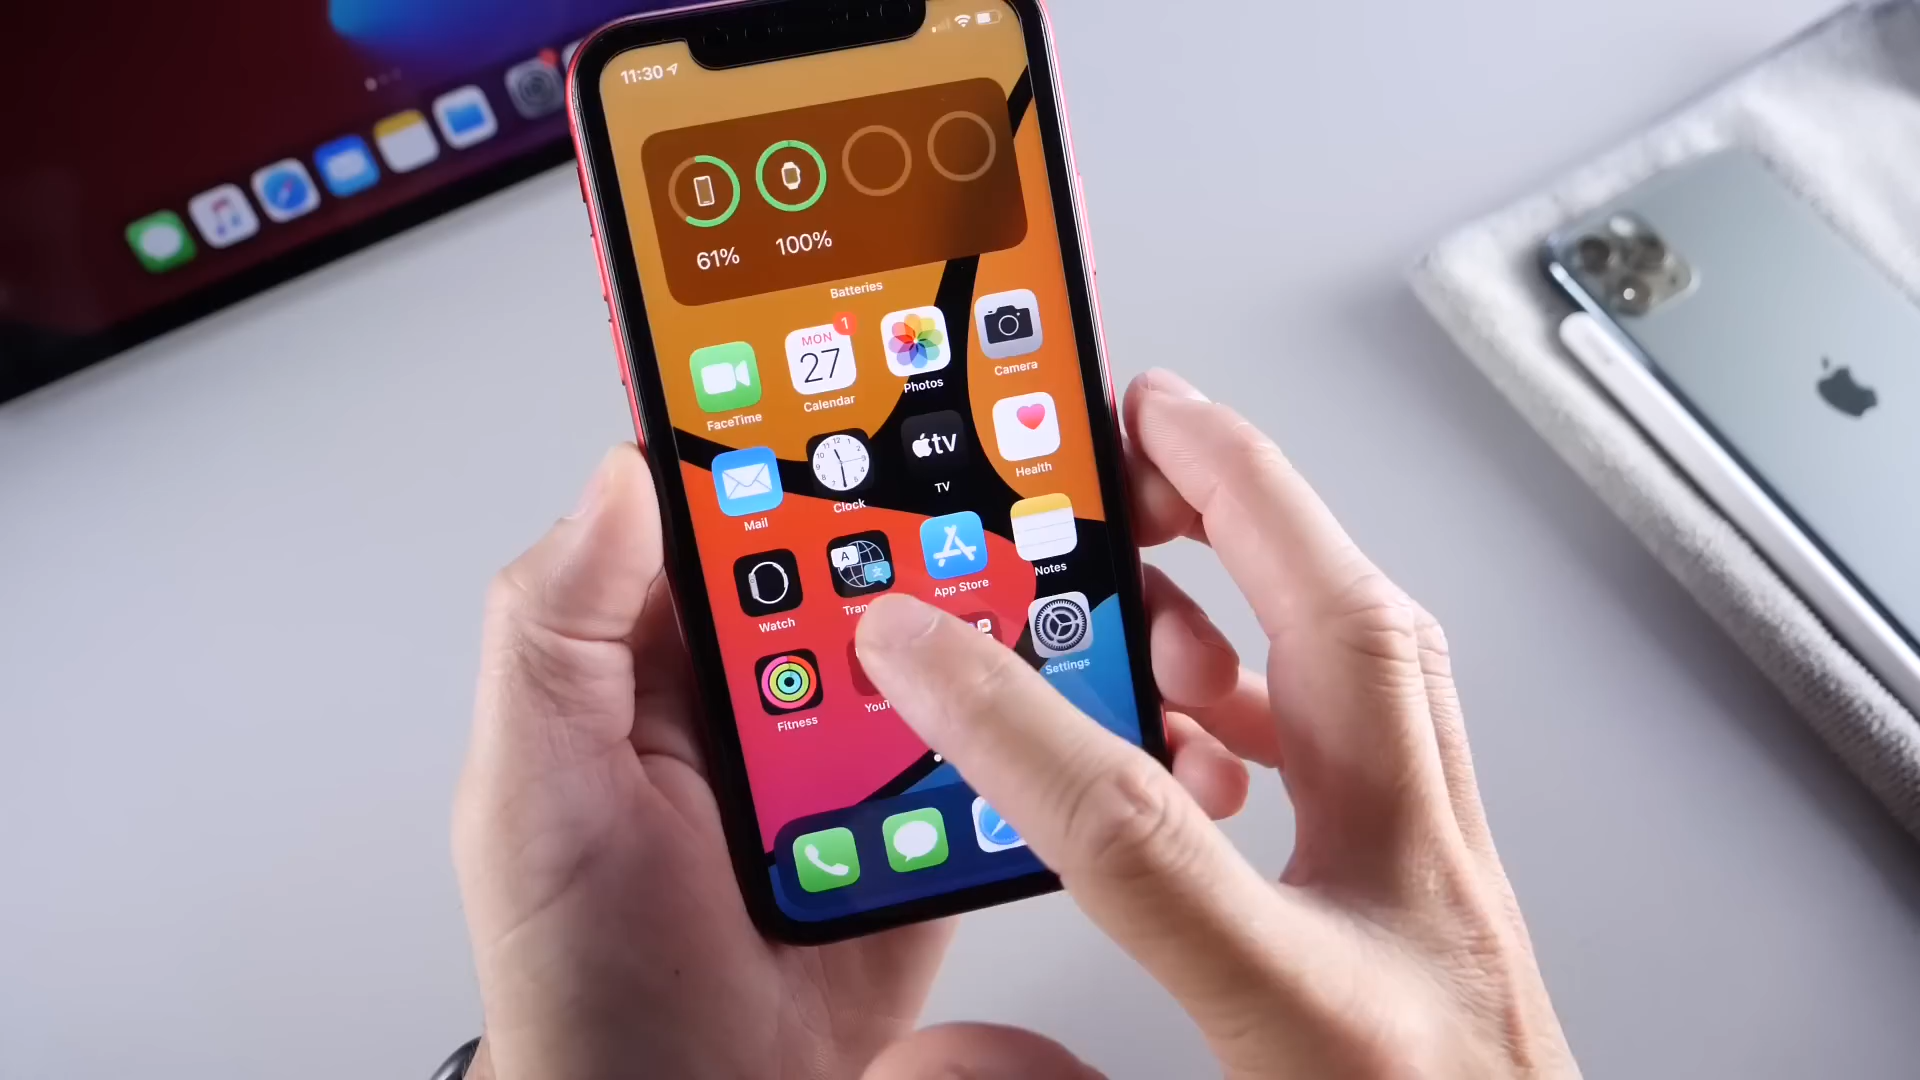 11:30
61%
100%
Batteries
FaceTime
MON
27
1
Calendar
Photos
Camera
Mail
Clock
tv
TV
Health
Watch
A
文
App Store
Notes
Fitness
Settings